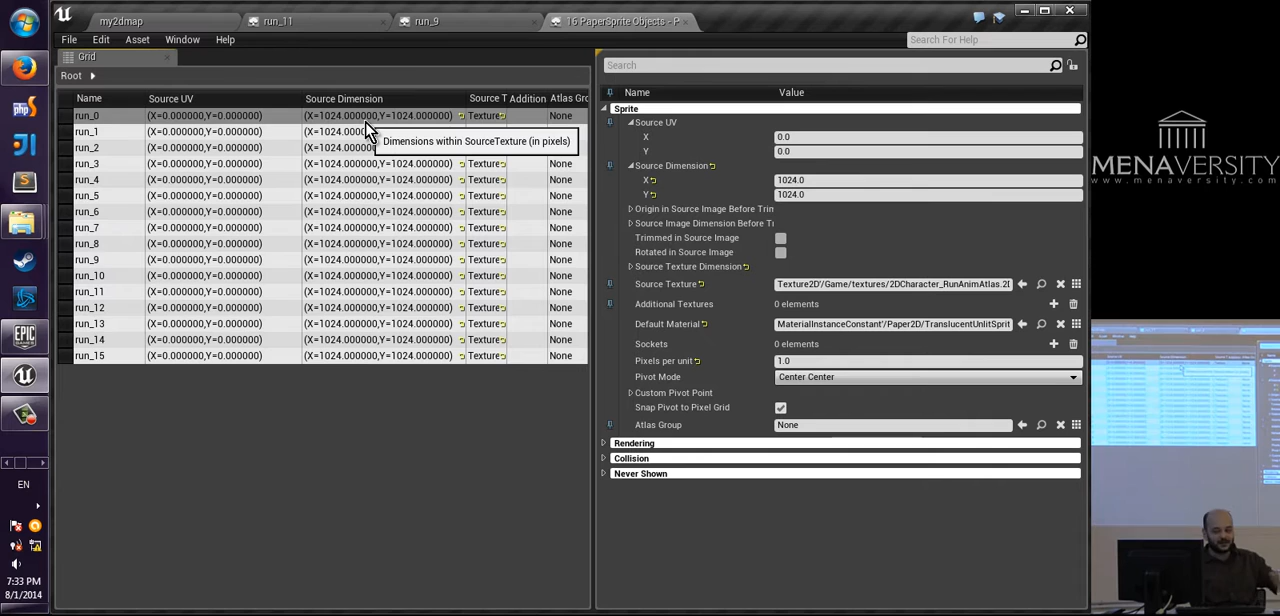 my2dmap
run_11
run_9
16 PaperSprite Objects - P
File Edit Asset Window Help
Search For Help
Grid
Root
Name Source UV Source Dimension Source T Addition Atlas Gro
run_0 (X=0.000000,Y=0.000000) (X=1024.000000,Y=1024.000000) Texture None
run_1 (X=0.000000,Y=0.000000) (X=1024.000
run_2 (X=0.000000,Y=0.000000) (X=1024.000
Dimensions within SourceTexture (in pixels)
run_3 (X=0.000000,Y=0.000000) (X=1024.000000,Y=1024.000000) Texture None
run_4 (X=0.000000,Y=0.000000) (X=1024.000000,Y=1024.000000) Texture None
run_5 (X=0.000000,Y=0.000000) (X=1024.000000,Y=1024.000000) Texture None
run_6 (X=0.000000,Y=0.000000) (X=1024.000000,Y=1024.000000) Texture None
run_7 (X=0.000000,Y=0.000000) (X=1024.000000,Y=1024.000000) Texture None
run_8 (X=0.000000,Y=0.000000) (X=1024.000000,Y=1024.000000) Texture None
run_9 (X=0.000000,Y=0.000000) (X=1024.000000,Y=1024.000000) Texture None
run_10 (X=0.000000,Y=0.000000) (X=1024.000000,Y=1024.000000) Texture None
run_11 (X=0.000000,Y=0.000000) (X=1024.000000,Y=1024.000000) Texture None
run_12 (X=0.000000,Y=0.000000) (X=1024.000000,Y=1024.000000) Texture None
run_13 (X=0.000000,Y=0.000000) (X=1024.000000,Y=1024.000000) Texture None
run_14 (X=0.000000,Y=0.000000) (X=1024.000000,Y=1024.000000) Texture None
run_15 (X=0.000000,Y=0.000000) (X=1024.000000,Y=1024.000000) Texture None
Search
Name Value
Sprite
Source UV
X 0.0
Y 0.0
Source Dimension
X 1024.0
Y 1024.0
Origin in Source Image Before Trim
Source Image Dimension Before Tr
Trimmed in Source Image
Rotated in Source Image
Source Texture Dimension
Source Texture Texture2D'/Game/textures/2DCharacter_RunAnimAtlas.2D
Additional Textures 0 elements
Default Material MaterialInstanceConstant'/Paper2D/TranslucentUnlitSprit
Sockets 0 elements
Pixels per unit 1.0
Pivot Mode Center Center
Custom Pivot Point
Snap Pivot to Pixel Grid
Atlas Group None
Rendering
Collision
Never Shown
MENAVERSITY
www.menaversity.com
php
EPIC
GAMES
EN
7:33 PM
8/1/2014